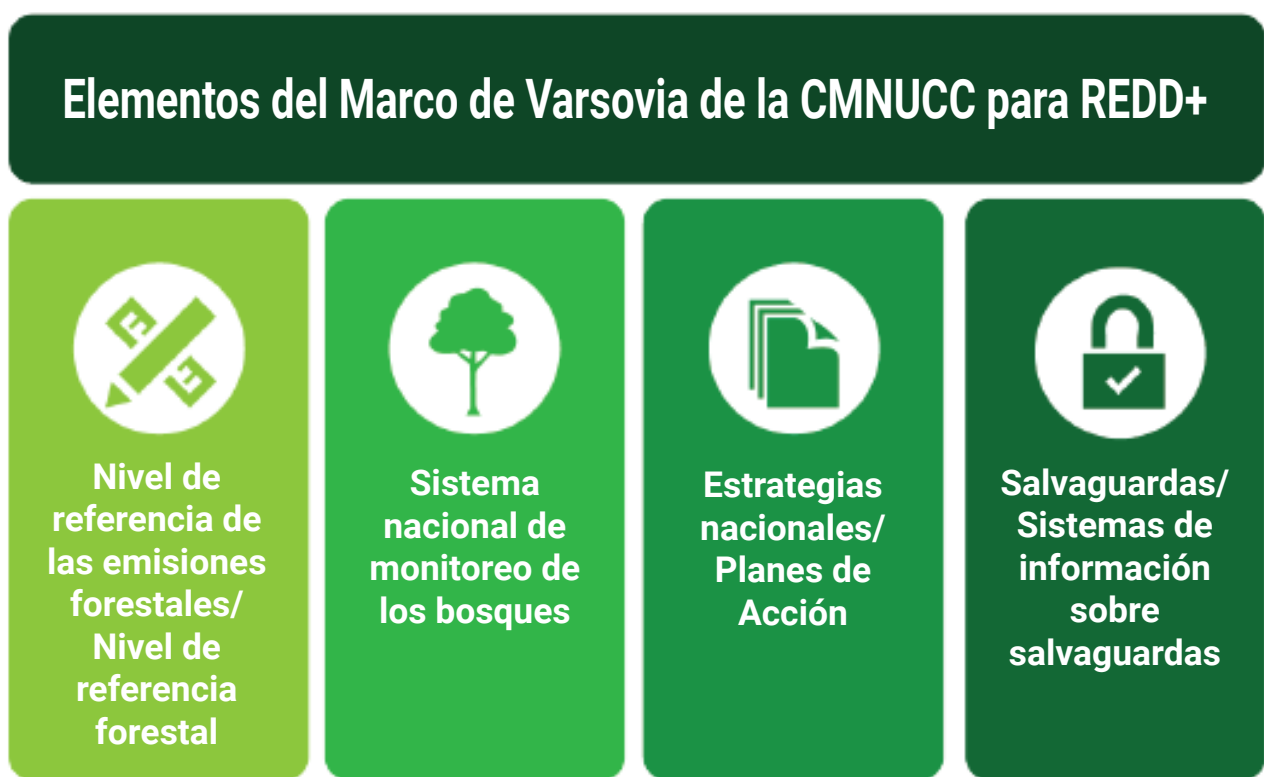 Elementos del Marco de Varsovia de la CMNUCC para REDD+
Nivel de
referencia de
las emisiones
forestales/
Nivel de
referencia
forestal
Sistema
nacional de
monitoreo de
los bosques
Estrategias
nacionales/
Planes de
Acción
Salvaguardas/
Sistemas de
información
sobre
salvaguardas